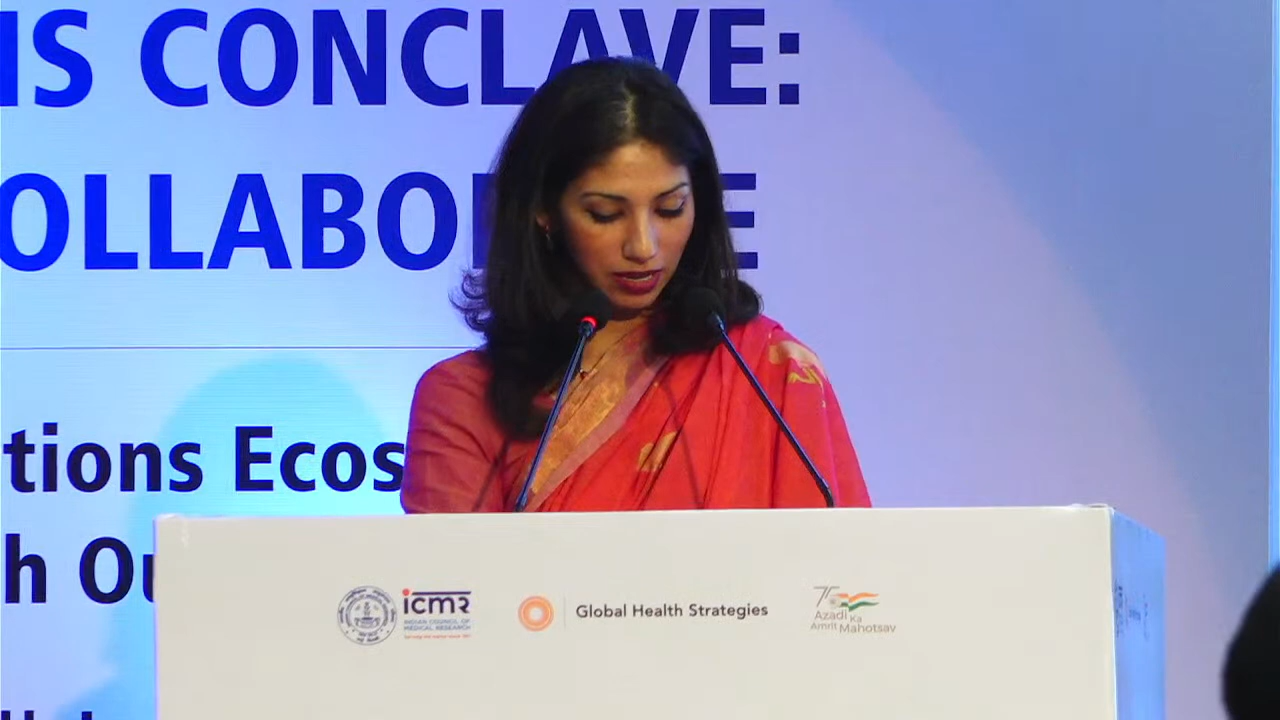 IS CONCLAVE:
OLLABO E
tions Ecos
h Ou
icmr
INDIAN COUNCIL OF
MEDICAL RESEARCH
Global Health Strategies
75
Azadi Ka
Amrit Mahotsav